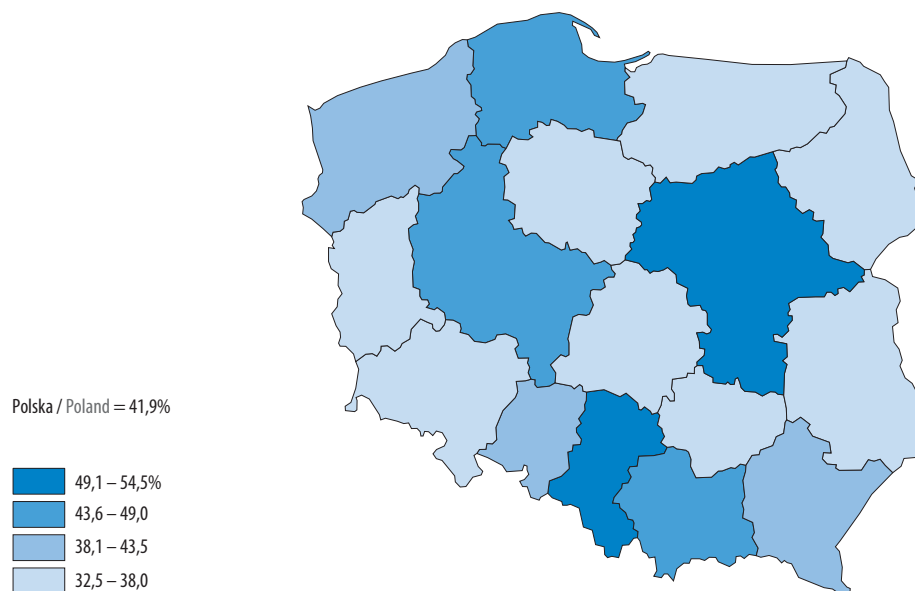 Polska / Poland = 41,9%
49,1 – 54,5%
43,6 – 49,0
38,1 – 43,5
32,5 – 38,0